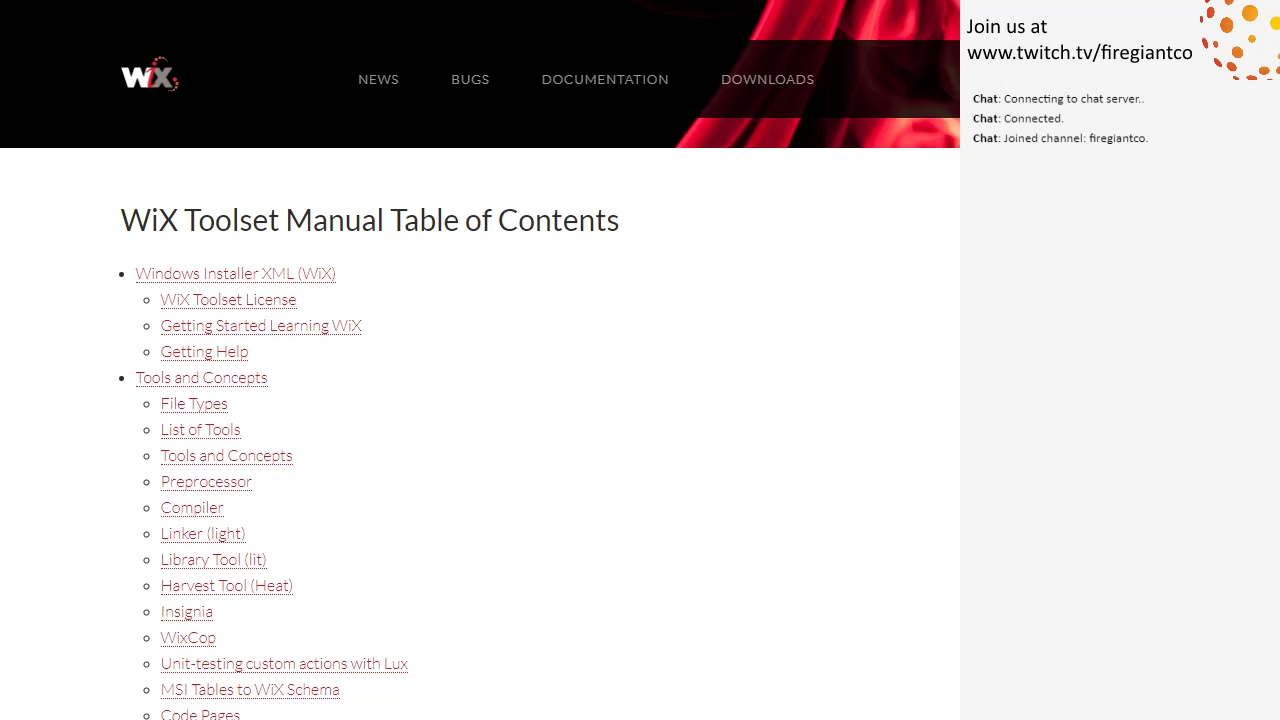 WiX
NEWS
BUGS
DOCUMENTATION
DOWNLOADS
WiX Toolset Manual Table of Contents
Windows Installer XML (WiX)
WiX Toolset License
Getting Started Learning WiX
Getting Help
Tools and Concepts
File Types
List of Tools
Tools and Concepts
Preprocessor
Compiler
Linker (light)
Library Tool (lit)
Harvest Tool (Heat)
Insignia
WixCop
Unit-testing custom actions with Lux
MSI Tables to WiX Schema
Code Pages
Join us at
www.twitch.tv/firegiantco
Chat: Connecting to chat server..
Chat: Connected.
Chat: Joined channel: firegiantco.